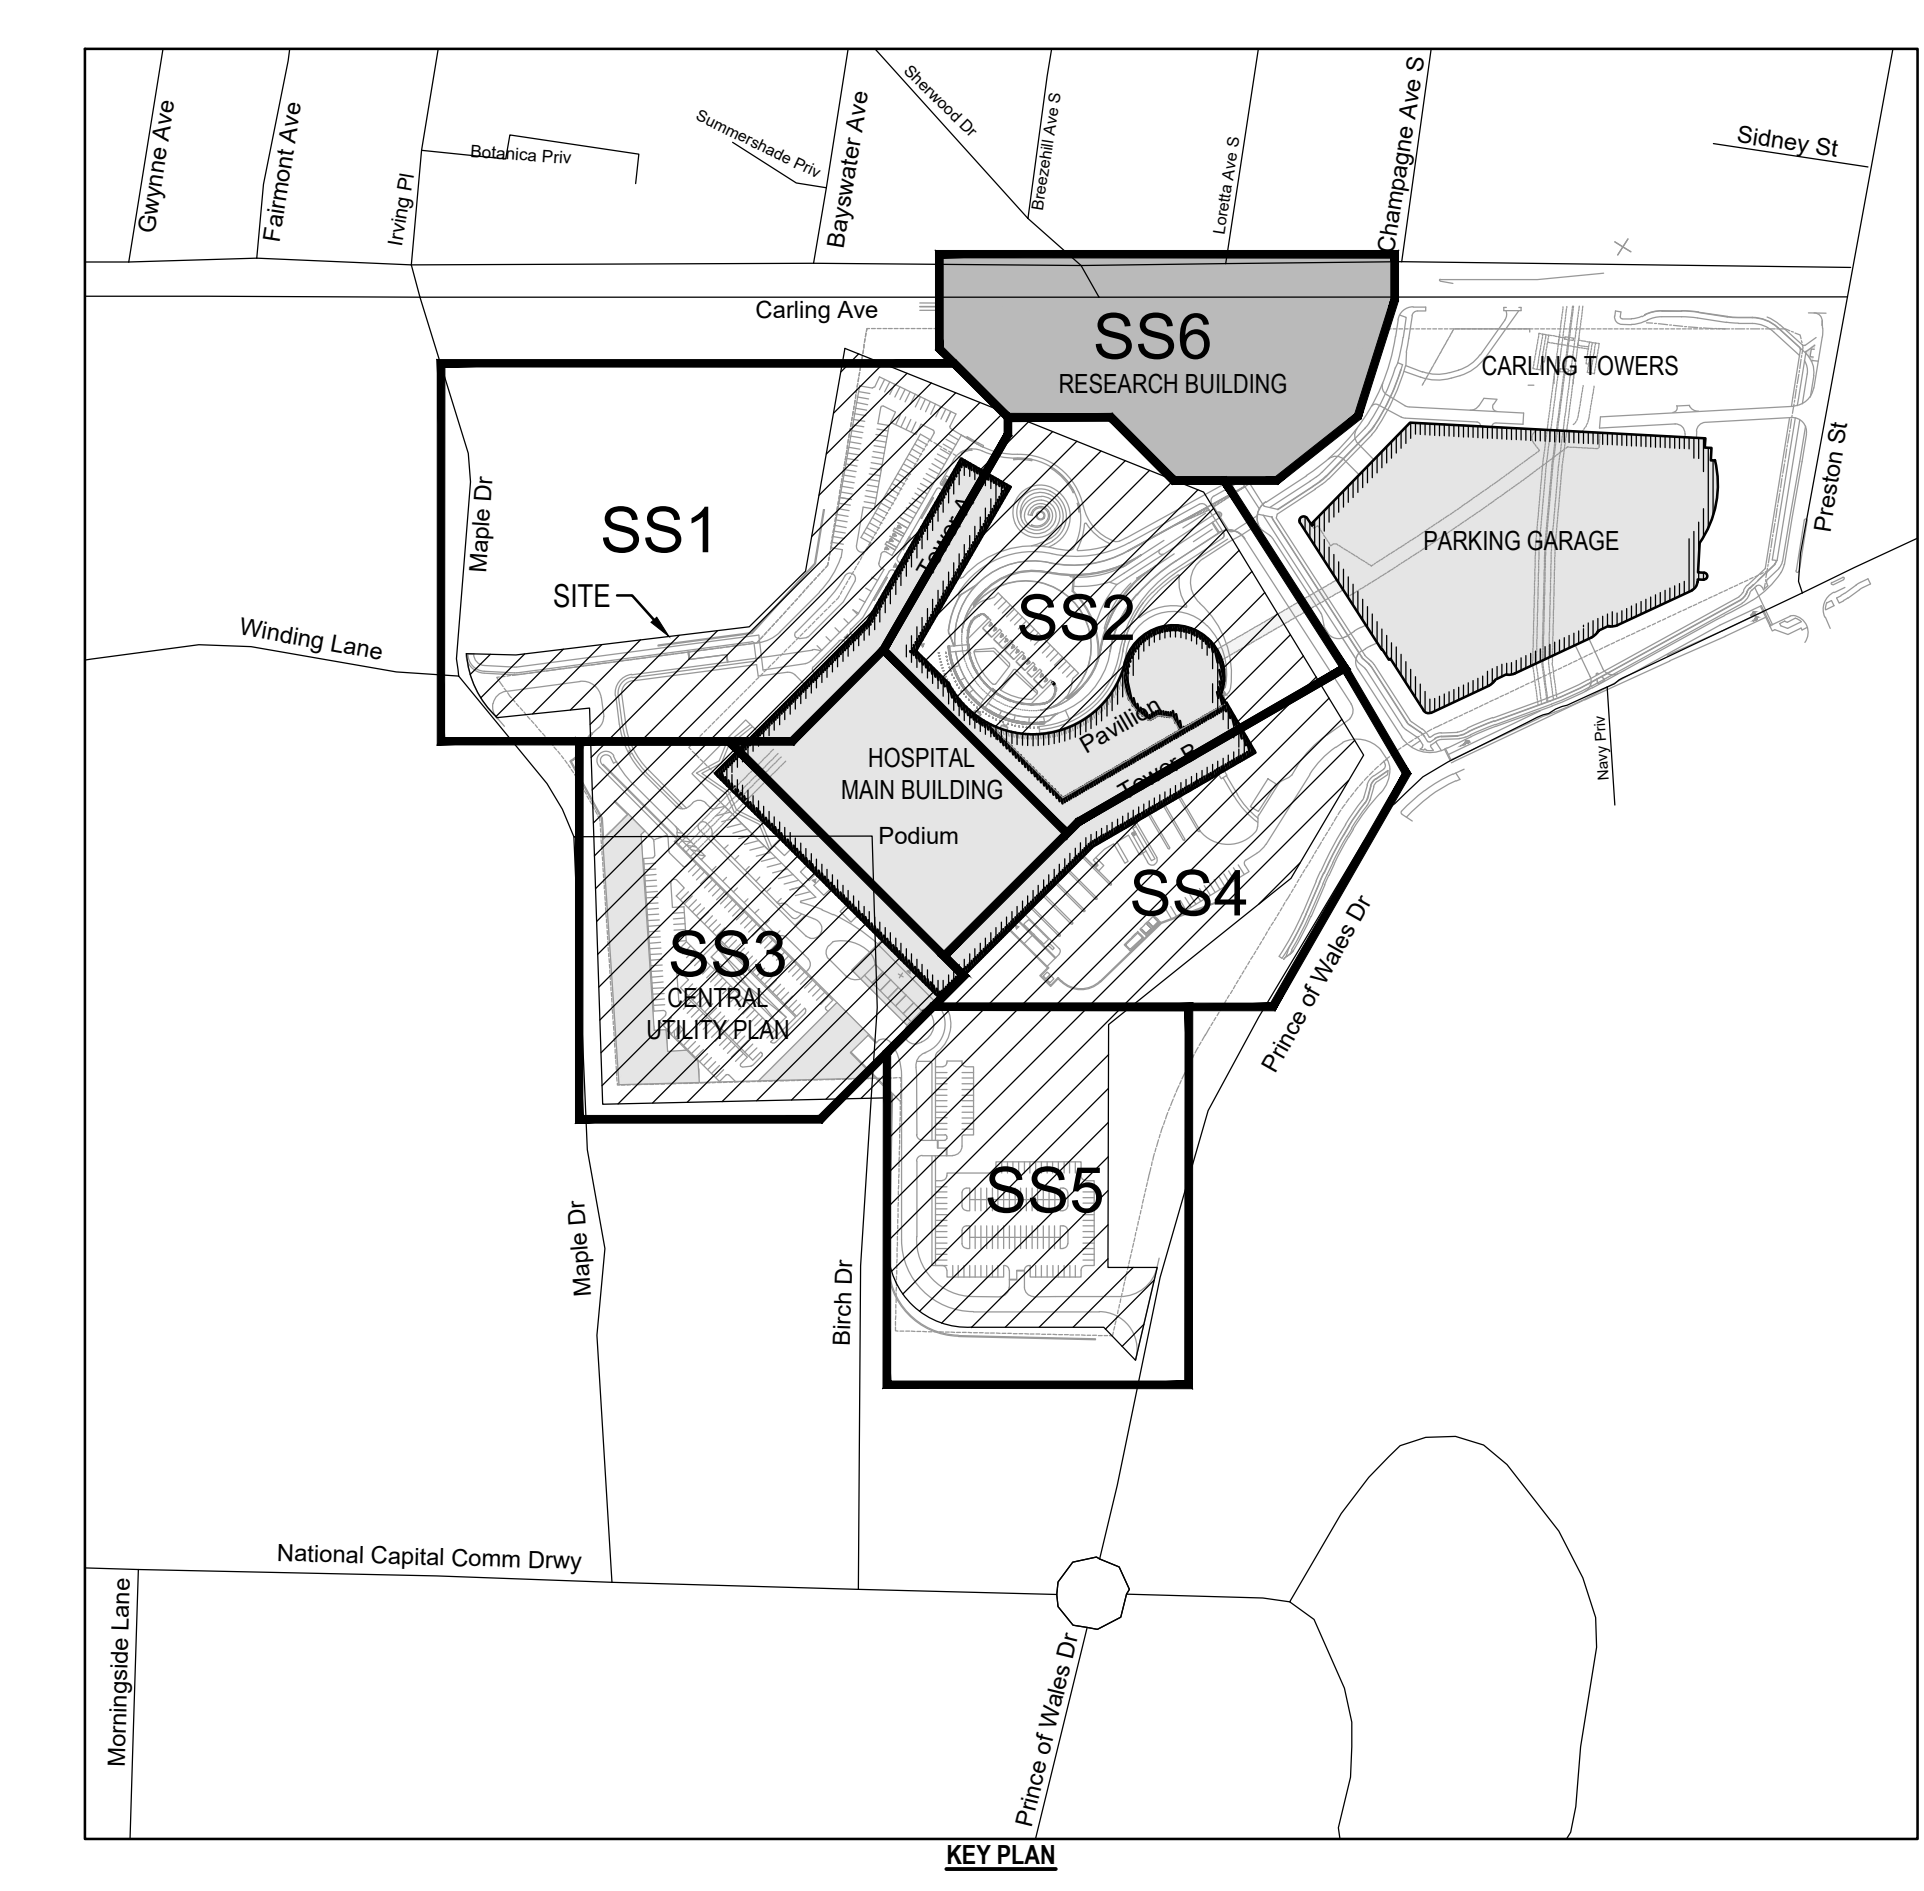 Gwynne Ave
Fairmont Ave
Irving Pl
Botanica Priv
Summershade Priv
Bayswater Ave
Sherwood Dr
Breezehill Ave S
Loretta Ave S
Champagne Ave S
Sidney St
Carling Ave
SS6
RESEARCH BUILDING
CARLING TOWERS
Preston St
Maple Dr
SS1
SITE
Tower A
PARKING GARAGE
SS2
Winding Lane
Pavillion
Tower B
HOSPITAL
MAIN BUILDING
Podium
Navy Priv
SS4
SS3
CENTRAL
UTILITY PLAN
Prince of Wales Dr
SS5
Maple Dr
Birch Dr
National Capital Comm Drwy
Morningside Lane
Prince of Wales Dr
KEY PLAN